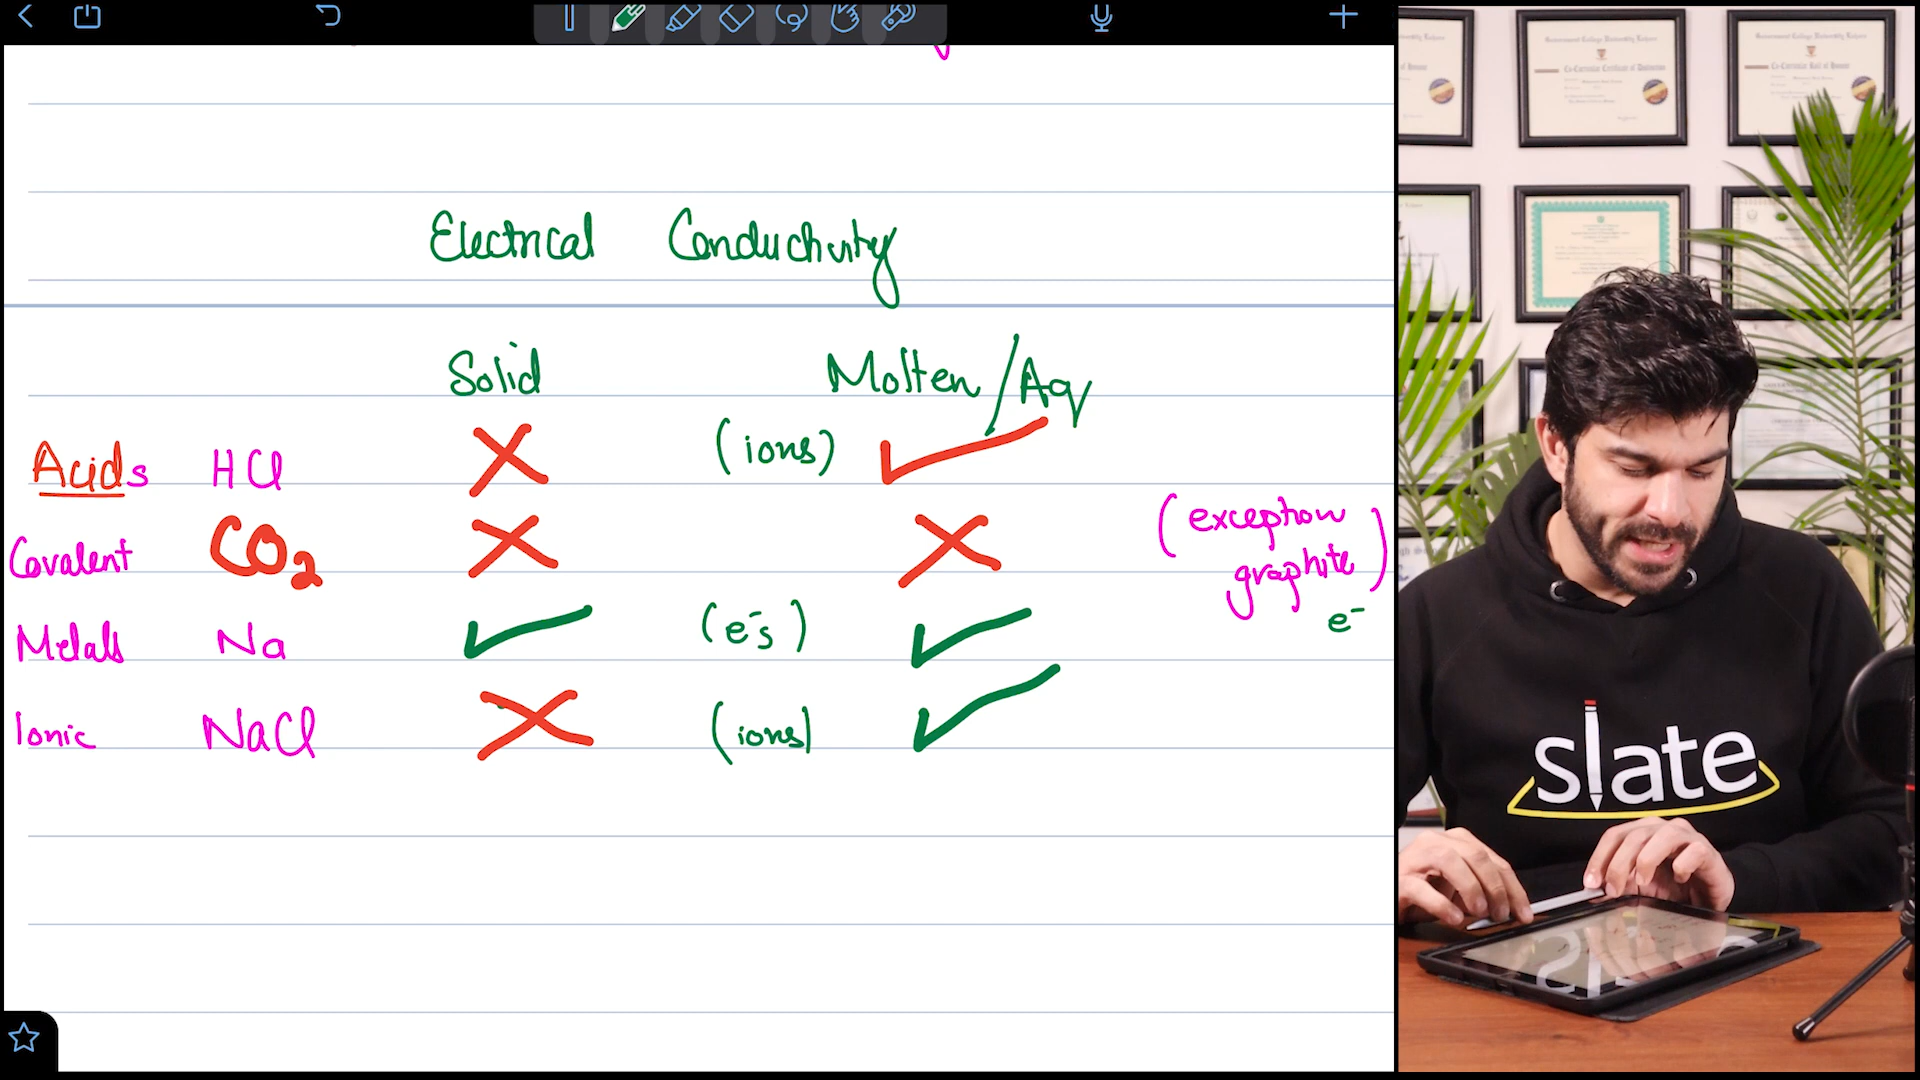 Electrical Conductivity
Solid Molten / Aq
Acids HCl (ions)
Covalent CO2 (exception graphite)
Metals Na (e-s) e-
Ionic NaCl (ions)
slate